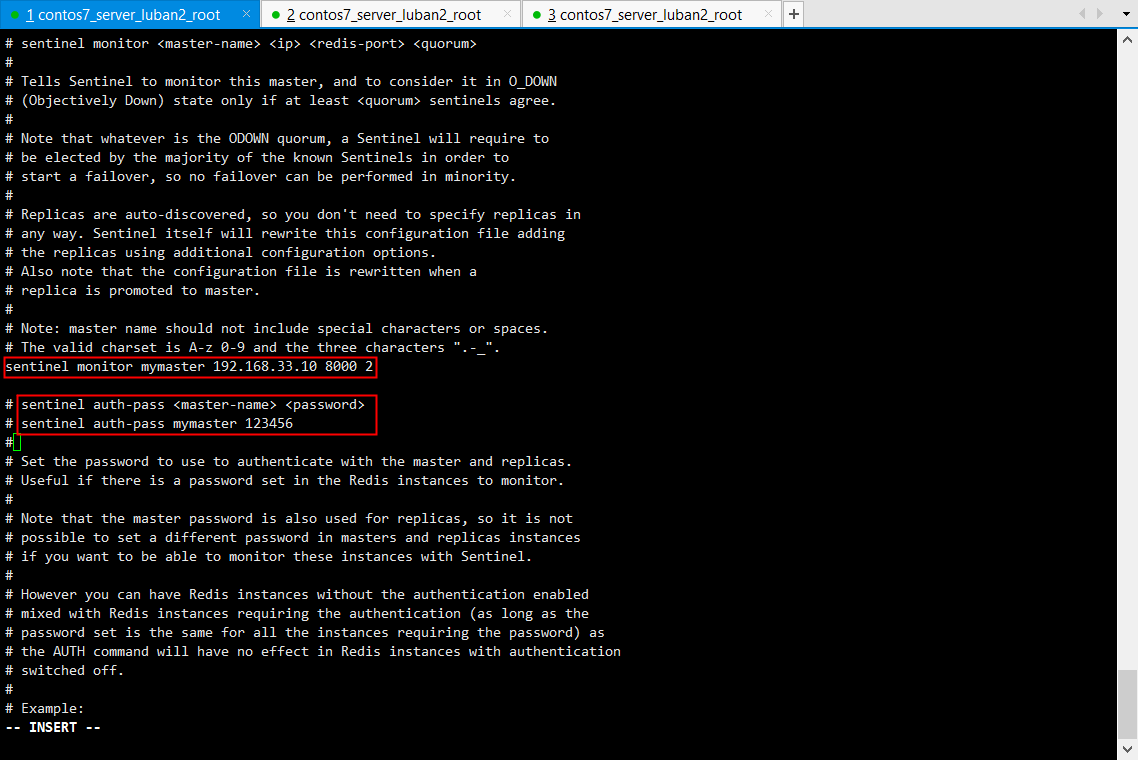 1 contos7_server_luban2_root × 2 contos7_server_luban2_root × 3 contos7_server_luban2_root × +
# sentinel monitor <master-name> <ip> <redis-port> <quorum>
#
# Tells Sentinel to monitor this master, and to consider it in O_DOWN
# (Objectively Down) state only if at least <quorum> sentinels agree.
#
# Note that whatever is the ODOWN quorum, a Sentinel will require to
# be elected by the majority of the known Sentinels in order to
# start a failover, so no failover can be performed in minority.
#
# Replicas are auto-discovered, so you don't need to specify replicas in
# any way. Sentinel itself will rewrite this configuration file adding
# the replicas using additional configuration options.
# Also note that the configuration file is rewritten when a
# replica is promoted to master.
#
# Note: master name should not include special characters or spaces.
# The valid charset is A-z 0-9 and the three characters ".-_".
sentinel monitor mymaster 192.168.33.10 8000 2
# sentinel auth-pass <master-name> <password>
# sentinel auth-pass mymaster 123456
#
# Set the password to use to authenticate with the master and replicas.
# Useful if there is a password set in the Redis instances to monitor.
#
# Note that the master password is also used for replicas, so it is not
# possible to set a different password in masters and replicas instances
# if you want to be able to monitor these instances with Sentinel.
#
# However you can have Redis instances without the authentication enabled
# mixed with Redis instances requiring the authentication (as long as the
# password set is the same for all the instances requiring the password) as
# the AUTH command will have no effect in Redis instances with authentication
# switched off.
#
# Example:
-- INSERT --